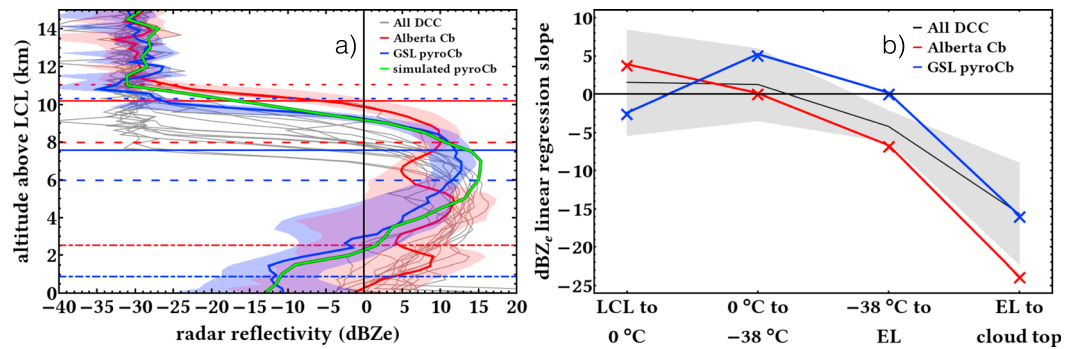 a)
All DCC
Alberta Cb
GSL pyroCb
simulated pyroCb
altitude above LCL (km)
0
2
4
6
8
10
12
14
-40
-35
-30
-25
-20
-15
-10
-5
0
5
10
15
20
radar reflectivity (dBZe)
b)
All DCC
Alberta Cb
GSL pyroCb
dBZe linear regression slope
10
5
0
-5
-10
-15
-20
-25
LCL to
0 °C
0 °C to
−38 °C
−38 °C to
EL
EL to
cloud top